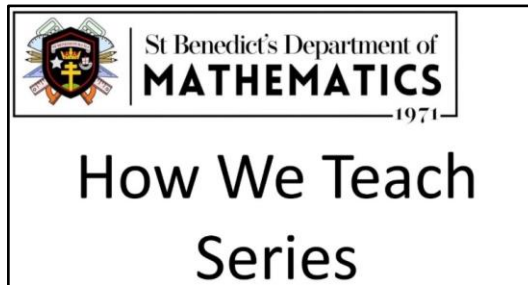 St Benedict's Department of
MATHEMATICS
1971
How We Teach
Series